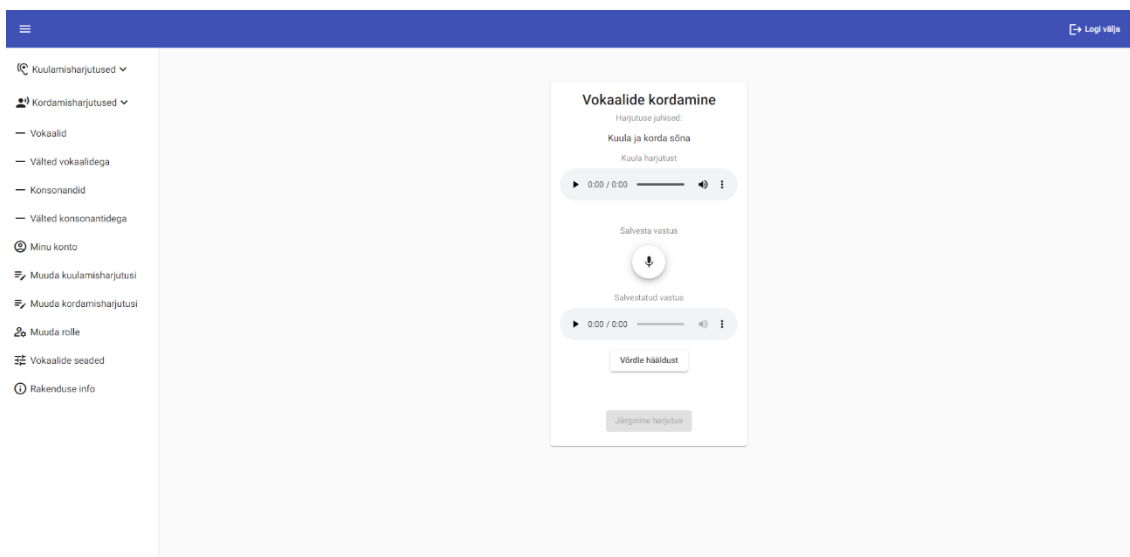 Logi välja
Kuulamisharjutused
Kordamisharjutused
Vokaalid
Välted vokaalidega
Konsonandid
Välted konsonantidega
Minu konto
Muuda kuulamisharjutusi
Muuda kordamisharjutusi
Muuda rolle
Vokaalide seaded
Rakenduse info
Vokaalide kordamine
Harjutuse juhised:
Kuula ja korda sõna
Kuula harjutust
0:00 / 0:00
Salvesta vastus
Salvestatud vastus
0:00 / 0:00
Võrdle hääldust
Järgmine harjutus